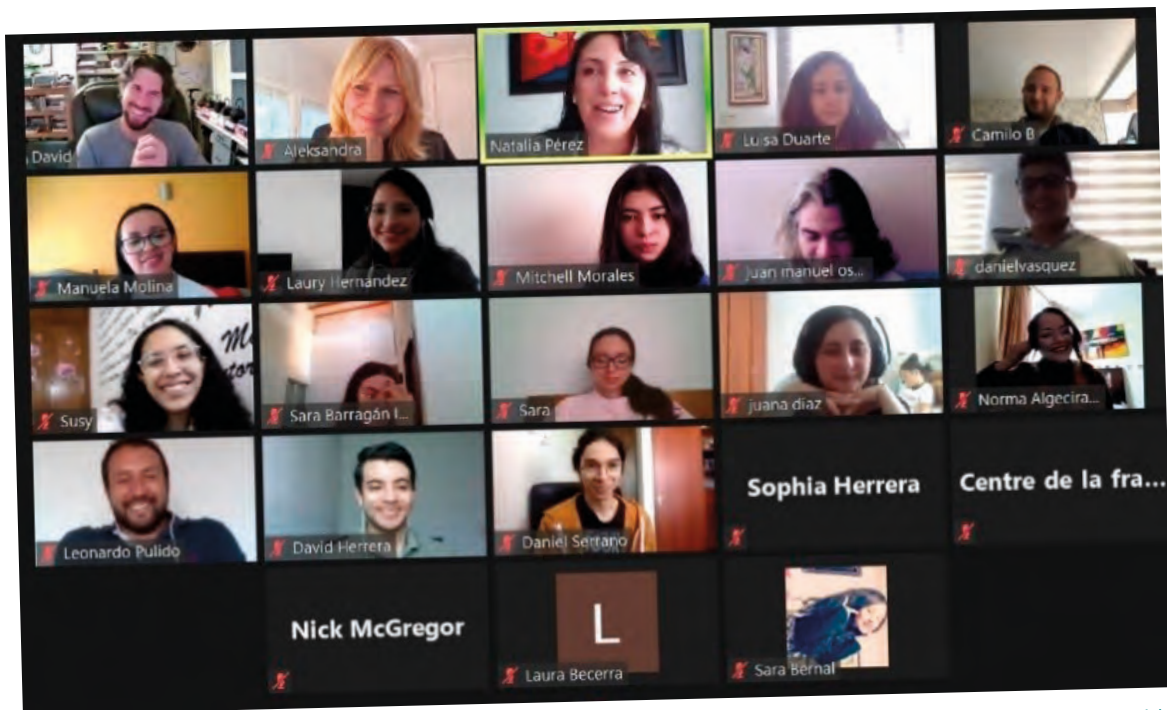 David
Aleksandra
Natalia Pérez
Luisa Duarte
Camilo B
Manuela Molina
Laury Hernández
Mitchell Morales
Juan manuel os...
danielvasquez
Susy
Sara Barragán I...
Sara
juana diaz
Norma Algecira...
Leonardo Pulido
David Herrera
Daniel Serrano
Sophia Herrera
Centre de la fra...
Nick McGregor
L
Laura Becerra
Sara Bernal